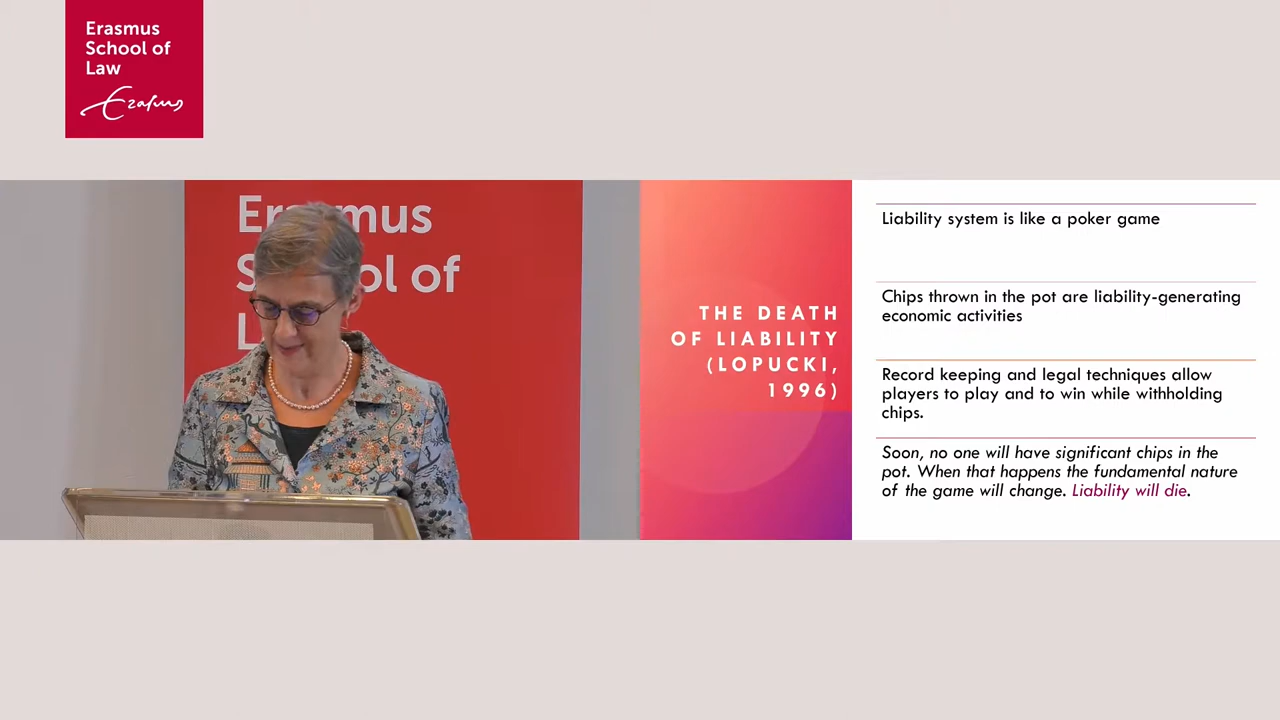 Erasmus
School of
Law
Erasmus
Erasmus
School of
L
THE DEATH
OF LIABILITY
(LOPUCKI,
1996)
Liability system is like a poker game
Chips thrown in the pot are liability-generating
economic activities
Record keeping and legal techniques allow
players to play and to win while withholding
chips.
Soon, no one will have significant chips in the
pot. When that happens the fundamental nature
of the game will change. Liability will die.